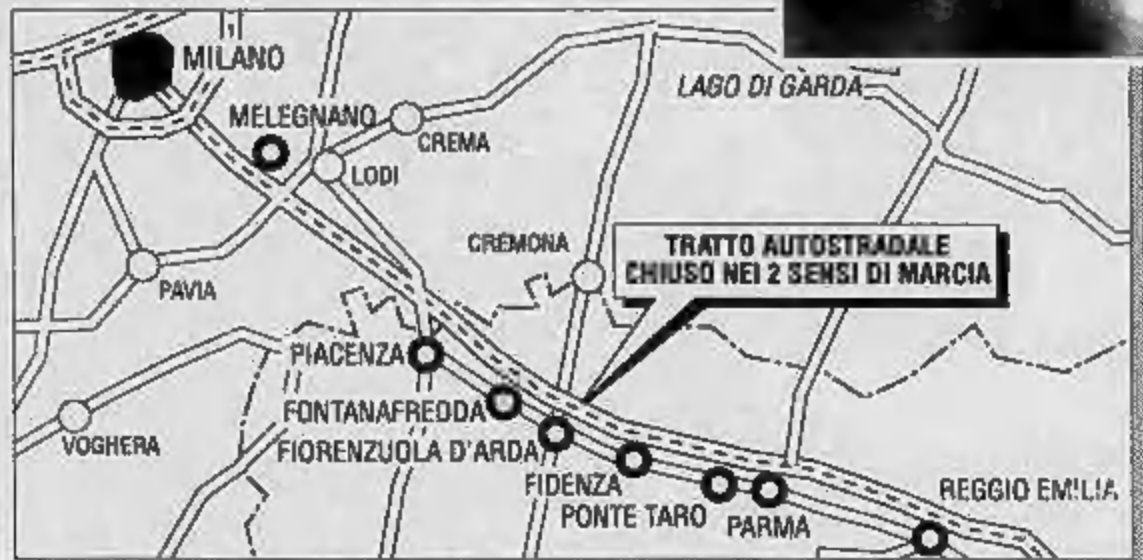 MILANO
MELEGNANO
CREMA
LODI
LAGO DI GARDA
PAVIA
CREMONA
TRATTO AUTOSTRADALE
CHIUSO NEI 2 SENSI DI MARCIA
PIACENZA
FONTANAFREDDA
VOGHERA
FIORENZUOLA D'ARDA
FIDENZA
PONTE TARO
PARMA
REGGIO EMILIA